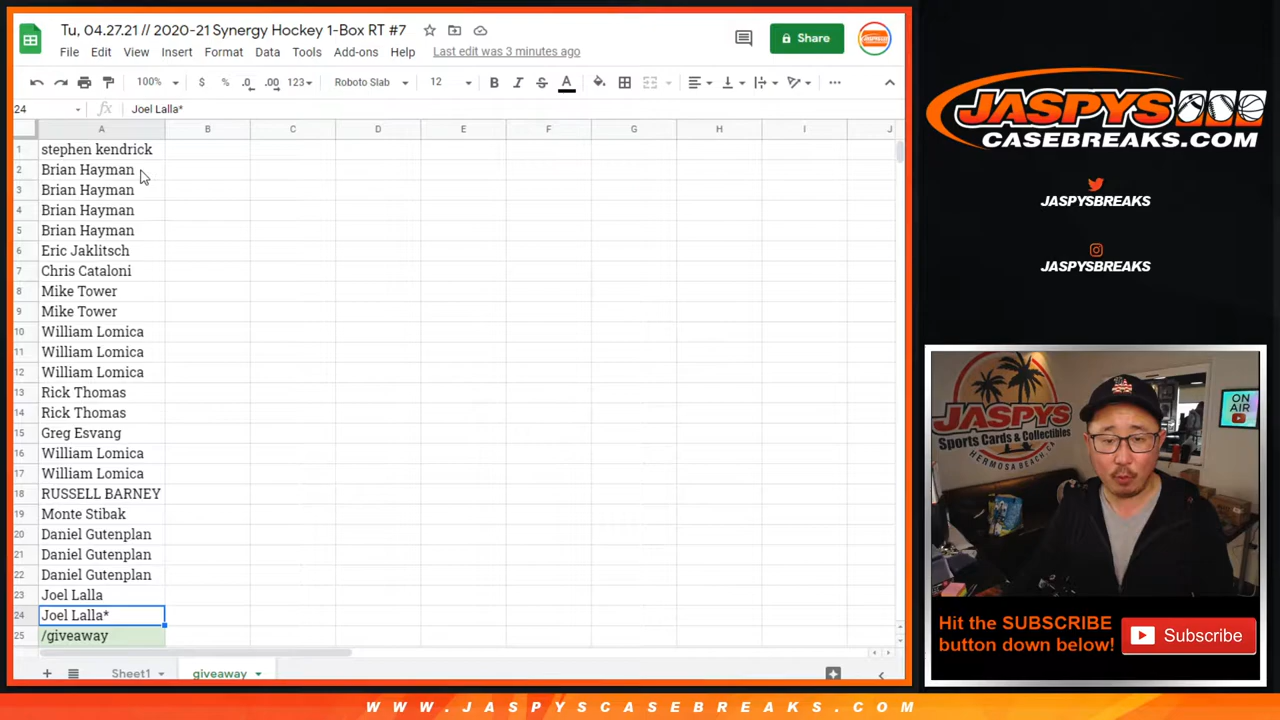 Tu, 04.27.21 // 2020-21 Synergy Hockey 1-Box RT #7
File Edit View Insert Format Data Tools Add-ons Help Last edit was 3 minutes ago
Share
100% $ % .0 .00 123 Roboto Slab 12 B I S A
24 fx Joel Lalla*
A B C D E F G H I J
1 stephen kendrick
2 Brian Hayman
3 Brian Hayman
4 Brian Hayman
5 Brian Hayman
6 Eric Jaklitsch
7 Chris Cataloni
8 Mike Tower
9 Mike Tower
10 William Lomica
11 William Lomica
12 William Lomica
13 Rick Thomas
14 Rick Thomas
15 Greg Esvang
16 William Lomica
17 William Lomica
18 RUSSELL BARNEY
19 Monte Stibak
20 Daniel Gutenplan
21 Daniel Gutenplan
22 Daniel Gutenplan
23 Joel Lalla
24 Joel Lalla*
25 /giveaway
Sheet1 giveaway
JASPYS
CASEBREAKS.COM
JASPYSBREAKS
JASPYSBREAKS
JASPYS
Sports Cards & Collectibles
HERMOSA BEACH, CA
ON
AIR
Hit the SUBSCRIBE
button down below!
Subscribe
WWW.JASPYSCASEBREAKS.COM